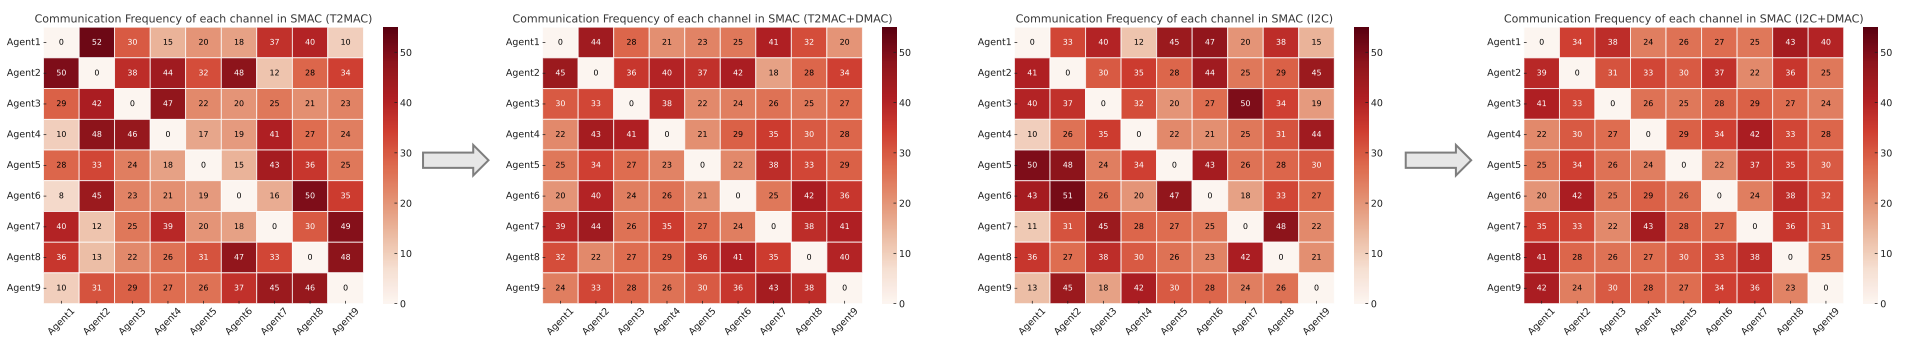 Communication Frequency of each channel in SMAC (T2MAC)
Agent1 0 52 30 15 20 18 37 40 10
Agent2 50 0 38 44 32 48 12 28 34
Agent3 29 42 0 47 22 20 25 21 23
Agent4 10 48 46 0 17 19 41 27 24
Agent5 28 33 24 18 0 15 43 36 25
Agent6 8 45 23 21 19 0 16 50 35
Agent7 40 12 25 39 20 18 0 30 49
Agent8 36 13 22 26 31 47 33 0 48
Agent9 10 31 29 27 26 37 45 46 0
Agent1 Agent2 Agent3 Agent4 Agent5 Agent6 Agent7 Agent8 Agent9
50
40
30
20
10
0
Communication Frequency of each channel in SMAC (T2MAC+DMAC)
Agent1 0 44 28 21 23 25 41 32 20
Agent2 45 0 36 40 37 42 18 28 34
Agent3 30 33 0 38 22 24 26 25 27
Agent4 22 43 41 0 21 29 35 30 28
Agent5 25 34 27 23 0 22 38 33 29
Agent6 20 40 24 26 21 0 25 42 36
Agent7 39 44 26 35 27 24 0 38 41
Agent8 32 22 27 29 36 41 35 0 40
Agent9 24 33 28 26 30 36 43 38 0
Agent1 Agent2 Agent3 Agent4 Agent5 Agent6 Agent7 Agent8 Agent9
50
40
30
20
10
0
Communication Frequency of each channel in SMAC (I2C)
Agent1 0 33 40 12 45 47 20 38 15
Agent2 41 0 30 35 28 44 25 29 45
Agent3 40 37 0 32 20 27 50 34 19
Agent4 10 26 35 0 22 21 25 31 44
Agent5 50 48 24 34 0 43 26 28 30
Agent6 43 51 26 20 47 0 18 33 27
Agent7 11 31 45 28 27 25 0 48 22
Agent8 36 27 38 30 26 23 42 0 21
Agent9 13 45 18 42 30 28 24 26 0
Agent1 Agent2 Agent3 Agent4 Agent5 Agent6 Agent7 Agent8 Agent9
50
40
30
20
10
0
Communication Frequency of each channel in SMAC (I2C+DMAC)
Agent1 0 34 38 24 26 27 25 43 40
Agent2 39 0 31 33 30 37 22 36 25
Agent3 41 33 0 26 28 28 29 27 24
Agent4 22 30 27 0 29 34 42 33 28
Agent5 25 34 26 24 0 22 37 35 30
Agent6 20 42 25 29 26 0 24 38 32
Agent7 35 33 22 43 28 27 0 36 31
Agent8 41 28 26 27 30 33 38 0 25
Agent9 42 24 30 28 27 34 36 23 0
Agent1 Agent2 Agent3 Agent4 Agent5 Agent6 Agent7 Agent8 Agent9
50
40
30
20
10
0